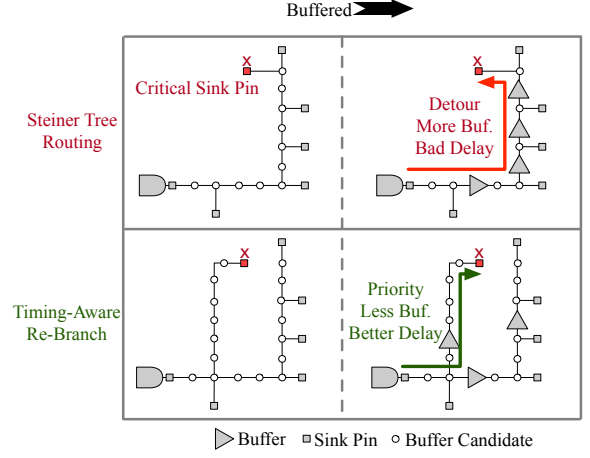 Buffered
X
Critical Sink Pin
Steiner Tree
Routing
X
Detour
More Buf.
Bad Delay
X
Timing-Aware
Re-Branch
X
Priority
Less Buf.
Better Delay
Buffer
Sink Pin
Buffer Candidate